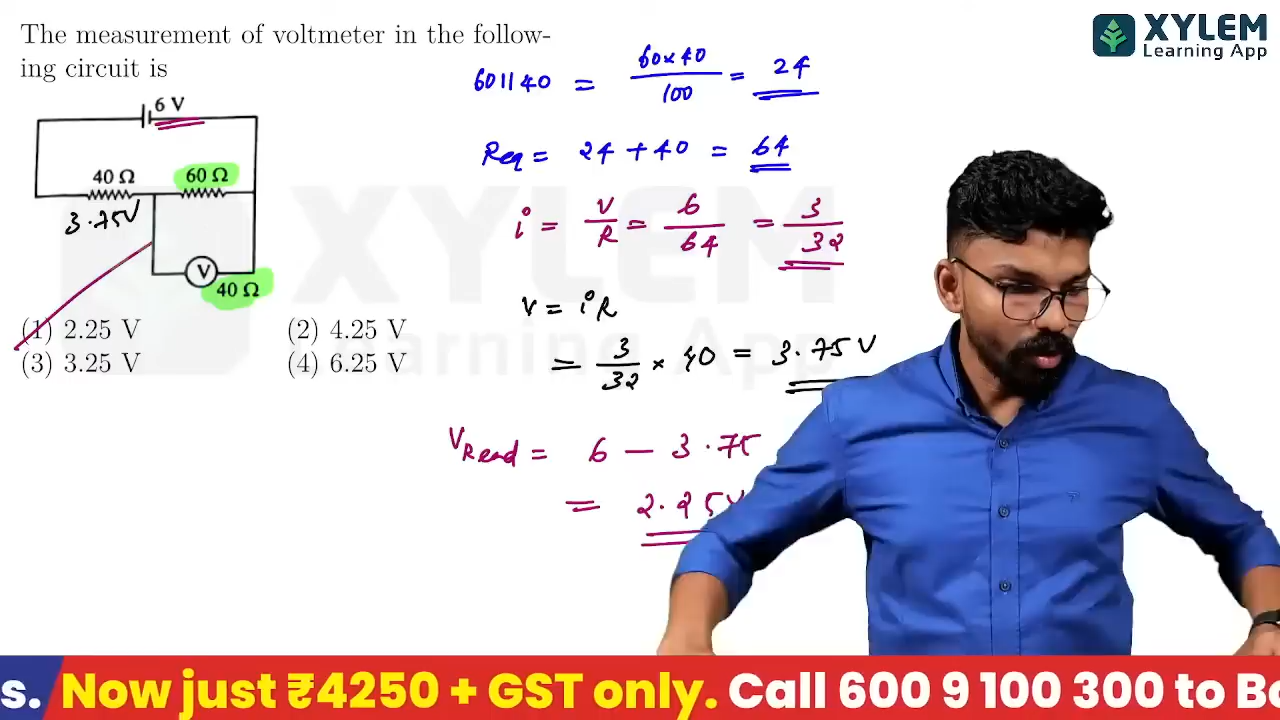 The measurement of voltmeter in the follow-
ing circuit is
6 V
40 Ω
60 Ω
3.75V
V
40 Ω
(1) 2.25 V
(2) 4.25 V
(3) 3.25 V
(4) 6.25 V
60||40 = 60×40/100 = 24
Req = 24 + 40 = 64
i = V/R = 6/64 = 3/32
V = iR
= 3/32 × 40 = 3.75 V
VRead = 6 - 3.75
= 2.25V
XYLEM
Learning App
XYLEM
Learning App
s. Now just ₹4250 + GST only. Call 600 9 100 300 to Bo